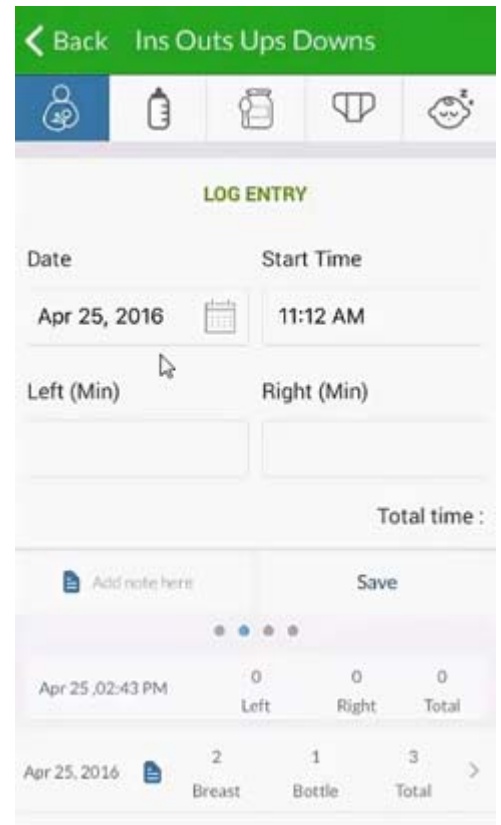 Back Ins Outs Ups Downs
LOG ENTRY
Date Start Time
Apr 25, 2016 11:12 AM
Left (Min) Right (Min)
Total time :
Add note here Save
Apr 25 ,02:43 PM 0 0 0
Left Right Total
Apr 25, 2016 2 1 3
Breast Bottle Total